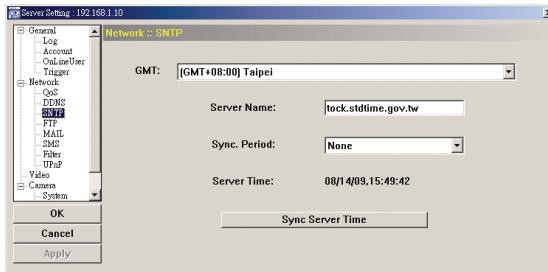 Server Setting : 192.168.1.10
General
Log
Account
OnLineUser
Trigger
Network
QoS
DDNS
SNTP
FTP
MAIL
SMS
Filter
UPnP
Video
Camera
System
OK
Cancel
Apply
Network :: SNTP
GMT: (GMT+08:00) Taipei
Server Name: tock.stdtime.gov.tw
Sync. Period: None
Server Time: 08/14/09,15:49:42
Sync Server Time